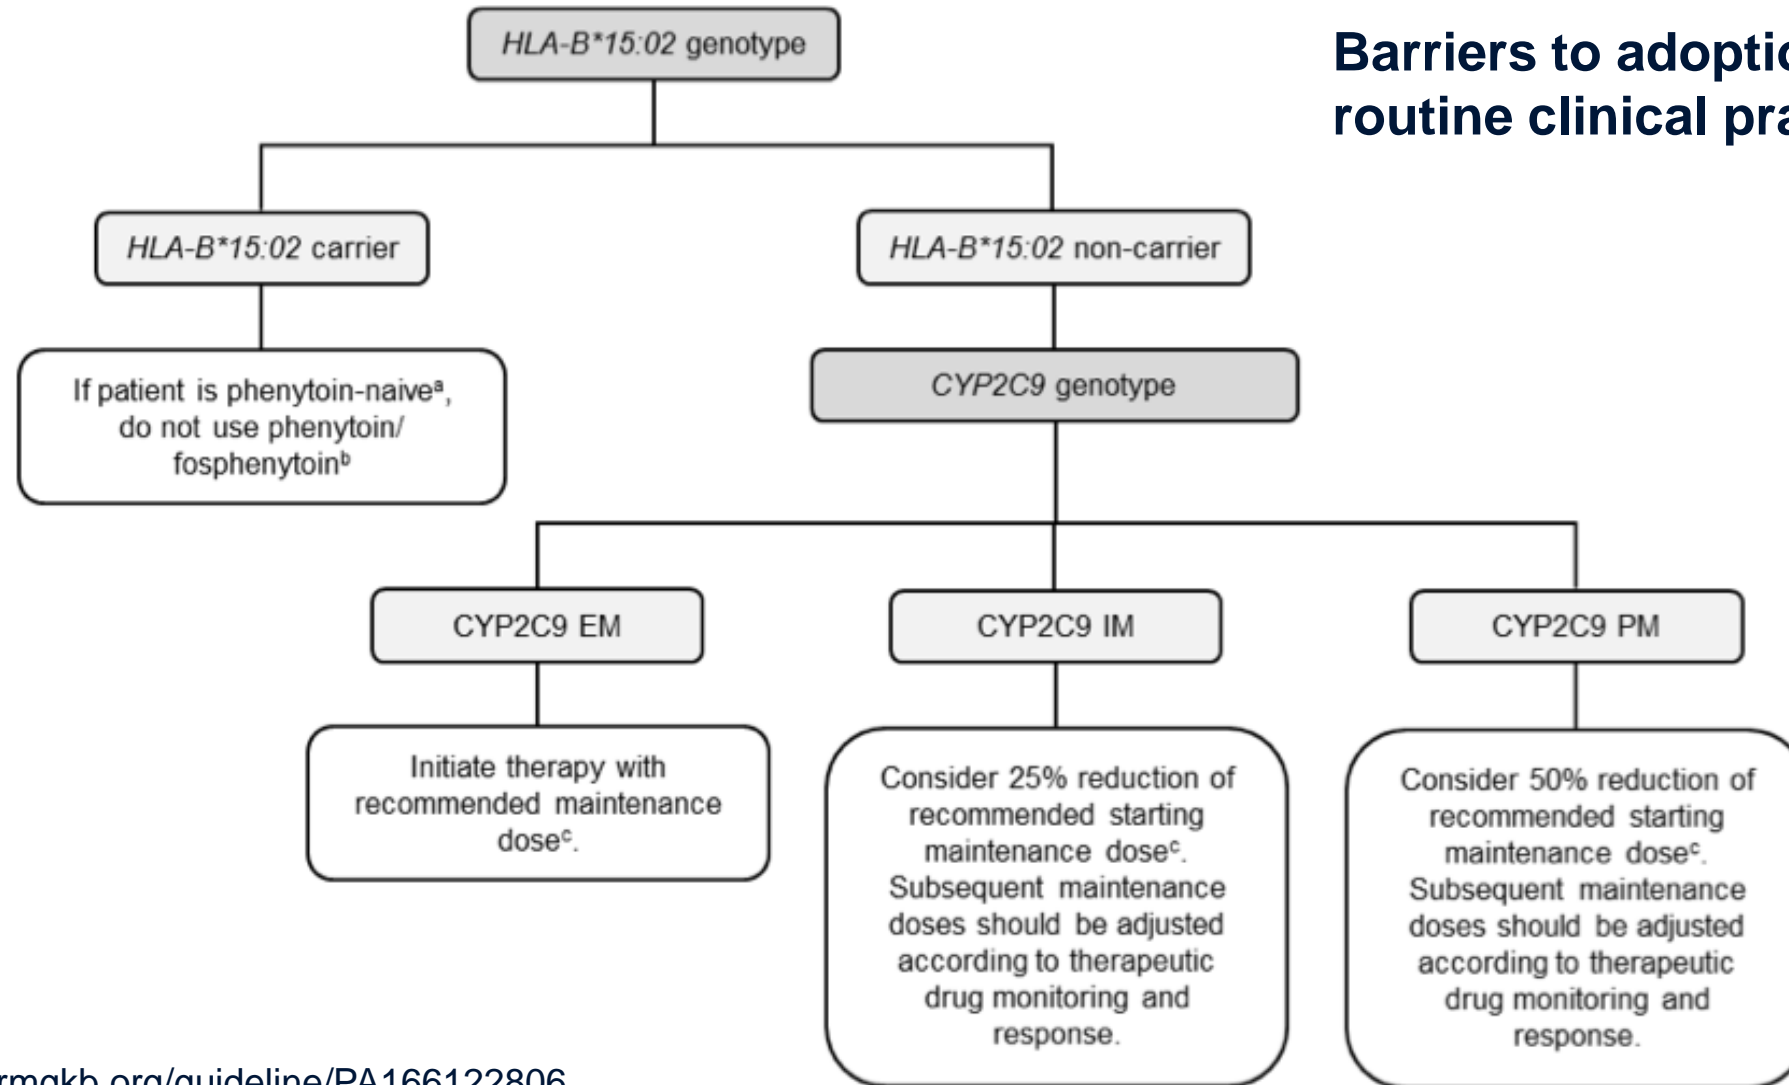 HLA-B*15:02 genotype
Barriers to
routine clinical
HLA-B*15:02 carrier
HLA-B*15:02 non-carrier
If patient is phenytoin-naiveᵃ,
do not use phenytoin/
fosphenytoinᵇ
CYP2C9 genotype
CYP2C9 EM
CYP2C9 IM
CYP2C9 PM
Initiate therapy with
recommended maintenance
doseᶜ.
Consider 25% reduction of
recommended starting
maintenance doseᶜ.
Subsequent maintenance
doses should be adjusted
according to therapeutic
drug monitoring and
response.
Consider 50% reduction of
recommended starting
maintenance doseᶜ.
Subsequent maintenance
doses should be adjusted
according to therapeutic
drug monitoring and
response.
rmgkb.org/guideline/PA166122806